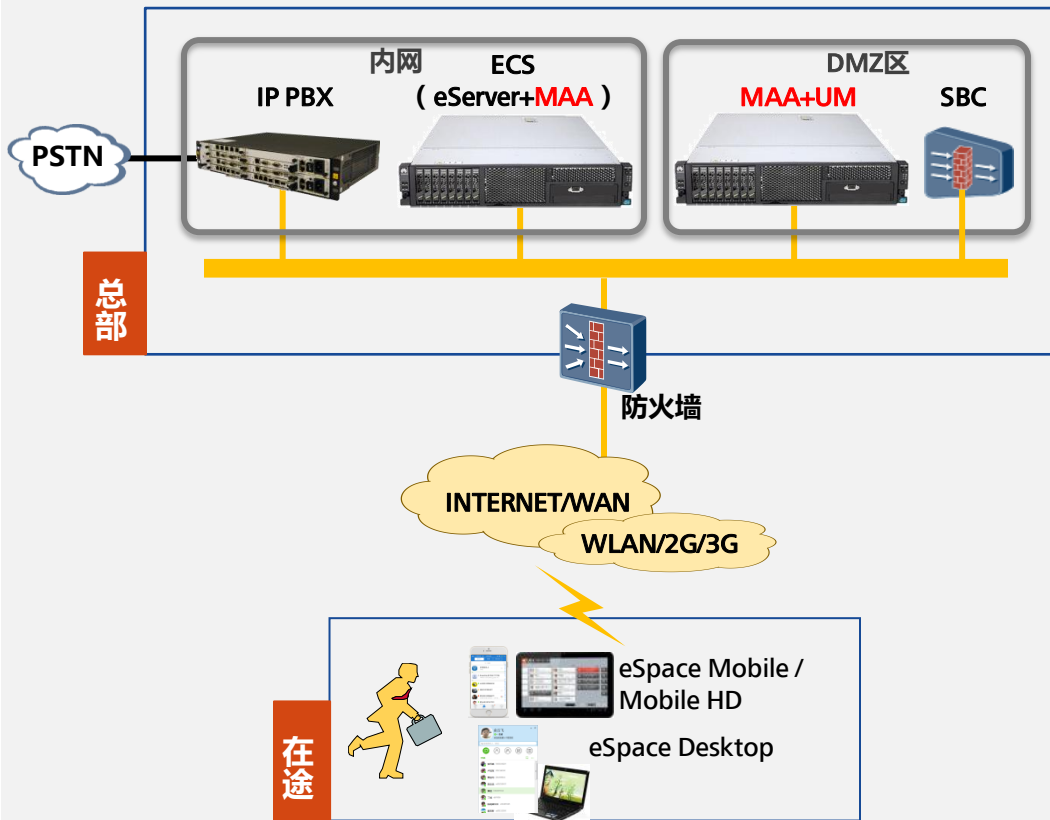 内网
ECS
DMZ区
IP PBX
（eServer+MAA）
MAA+UM
SBC
PSTN
总部
防火墙
INTERNET/WAN
WLAN/2G/3G
eSpace Mobile /
Mobile HD
eSpace Desktop
在途